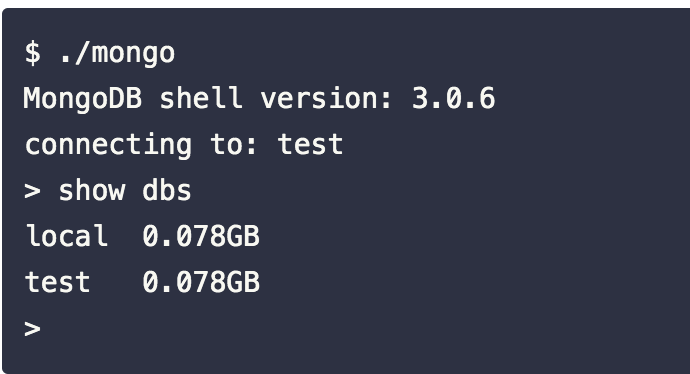 $ ./mongo
MongoDB shell version: 3.0.6
connecting to: test
> show dbs
local  0.078GB
test   0.078GB
>